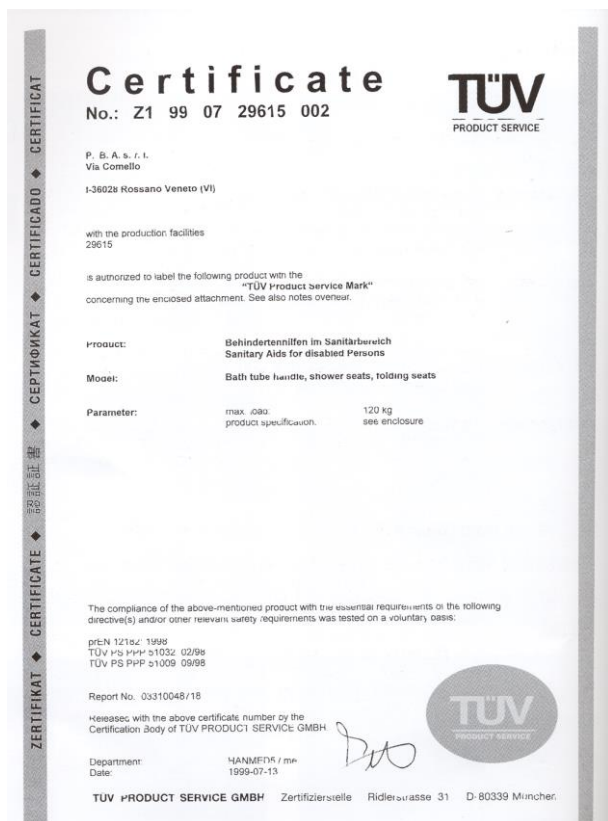 Certificate
No.: Z1 99 07 29615 002
TÜV
PRODUCT SERVICE
P. B. A. s. r. l.
Via Comello
I-36028 Rossano Veneto (VI)
with the production facilities
29615
is authorized to label the following product with the
"TÜV Product Service Mark"
concerning the enclosed attachment. See also notes overleaf.
Product: Behindertenhilfen im Sanitärbereich
Sanitary Aids for disabled Persons
Model: Bath tube handle, shower seats, folding seats
Parameter: max. load: 120 kg
product specification: see enclosure
The compliance of the above-mentioned product with the essential requirements of the following
directive(s) and/or other relevant safety requirements was tested on a voluntary basis:
prEN 12182: 1998
TÜV PS PPP 51032 02/98
TÜV PS PPP 51009 09/98
Report No. 03310048/18
Released with the above certificate number by the
Certification Body of TÜV PRODUCT SERVICE GMBH
Department: HANMED5 / me
Date: 1999-07-13
TÜV
PRODUCT SERVICE
TÜV PRODUCT SERVICE GMBH Zertifizierstelle Ridlerstrasse 31 D-80339 München
ZERTIFIKAT ◆ CERTIFICATE ◆ 認証証書 ◆ СЕРТИФИКАТ ◆ CERTIFICADO ◆ CERTIFICAT